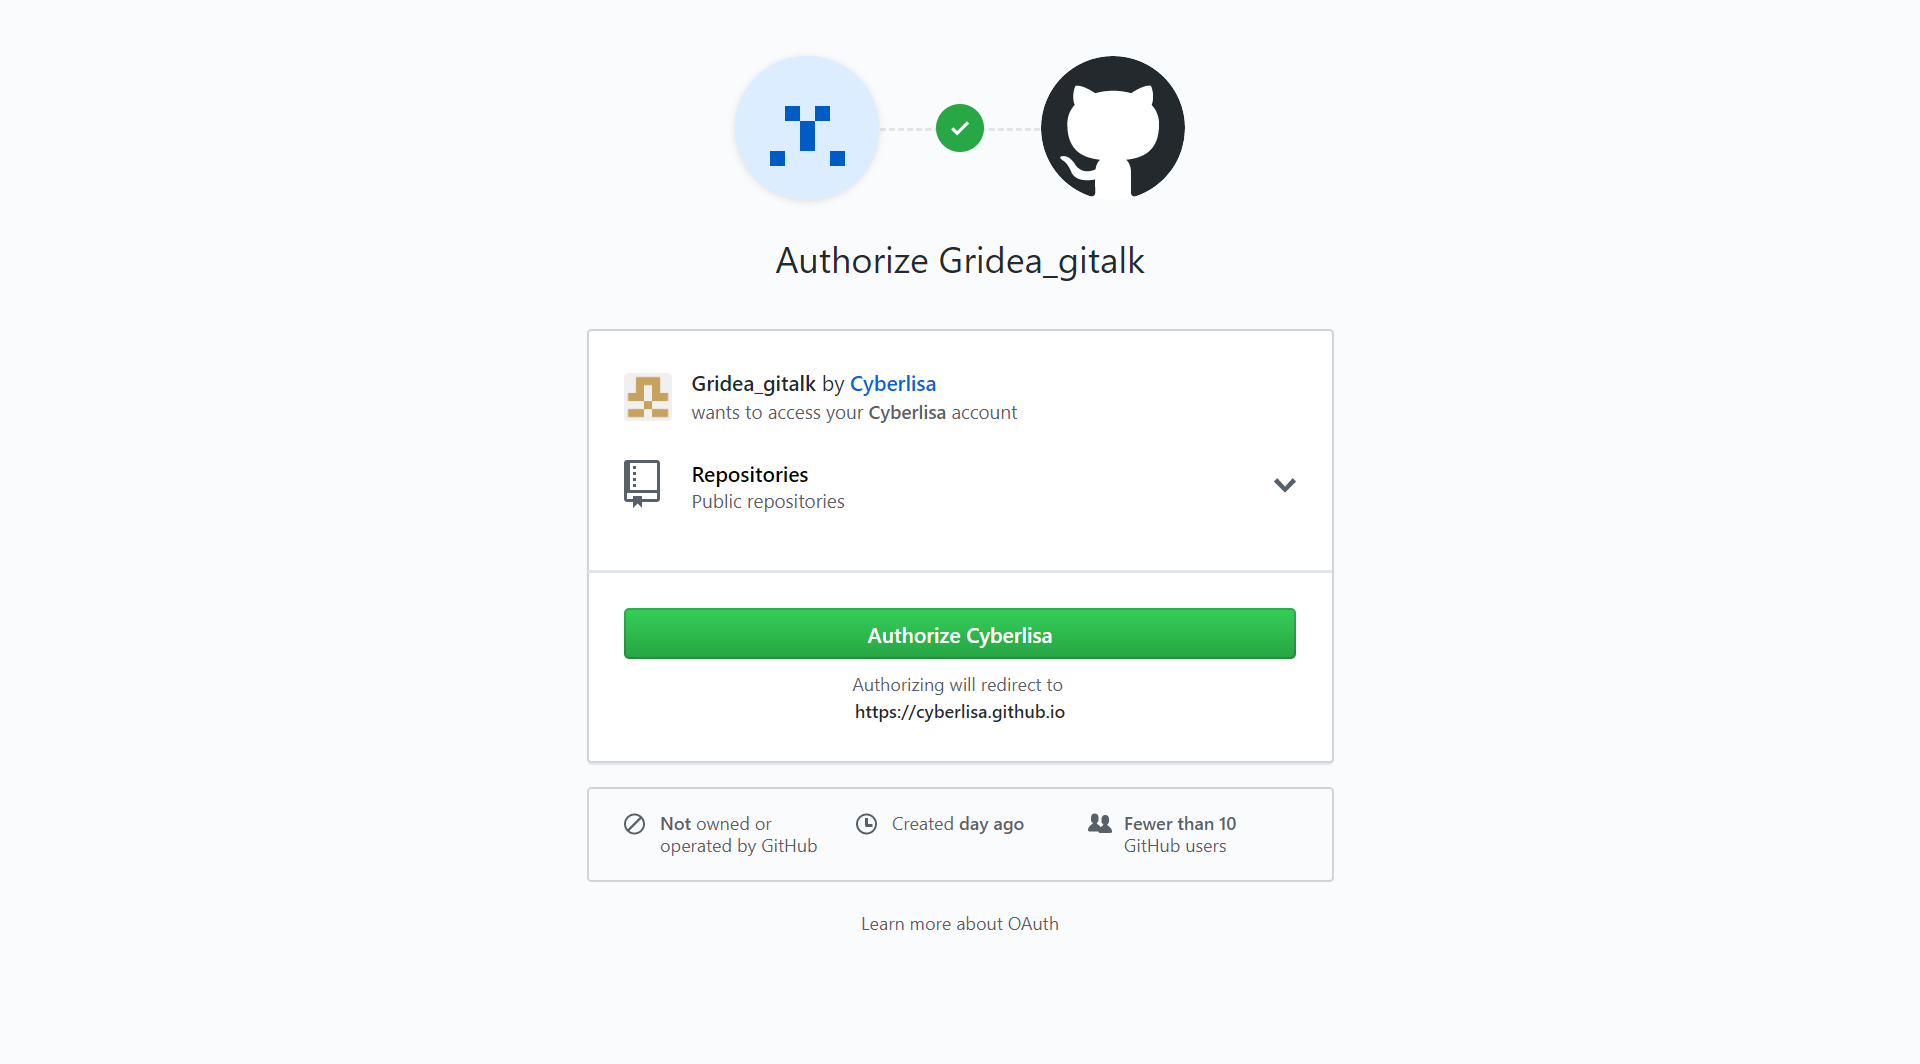 Authorize Gridea_gitalk
Gridea_gitalk by Cyberlisa
wants to access your Cyberlisa account
Repositories
Public repositories
Authorize Cyberlisa
Authorizing will redirect to
https://cyberlisa.github.io
Not owned or
operated by GitHub
Created day ago
Fewer than 10
GitHub users
Learn more about OAuth